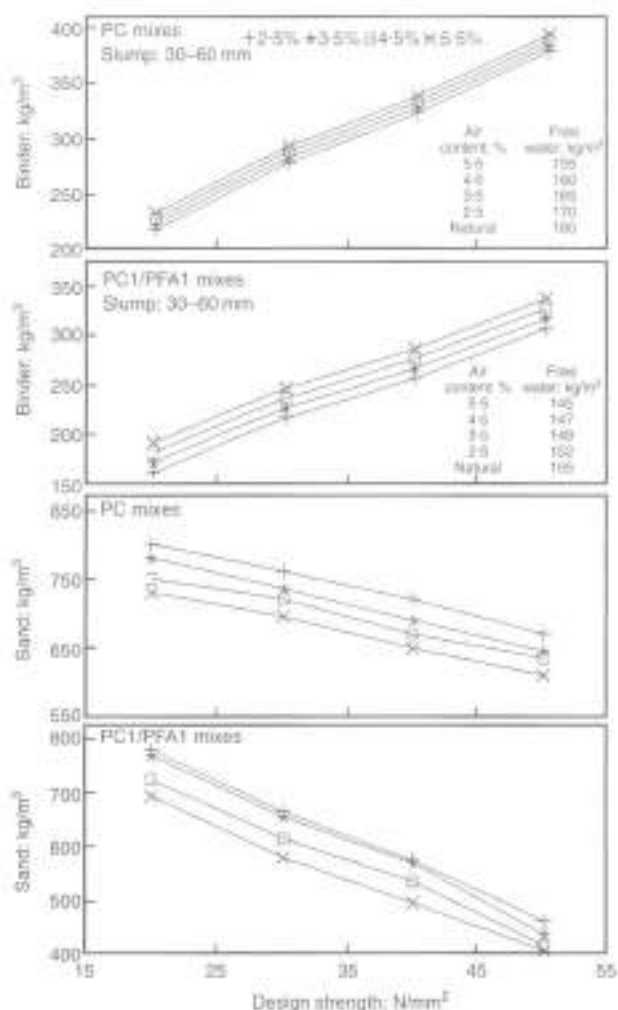 PC mixes
+2·5% *3·5% □4·5% ×5·5%
Slump: 30–60 mm
Binder: kg/m³
400
350
300
250
200
Air Free
content % water: kg/m³
5·5 155
4·5 160
3·5 165
2·5 170
Natural 180
PC1/PFA1 mixes
Slump: 30–60 mm
Binder: kg/m³
350
300
250
200
150
Air Free
content % water: kg/m³
5·5 145
4·5 147
3·5 149
2·5 152
Natural
PC mixes
Sand: kg/m³
850
750
650
550
PC1/PFA1 mixes
Sand: kg/m³
800
700
600
500
400
15 25 35 45 55
Design strength: N/mm²